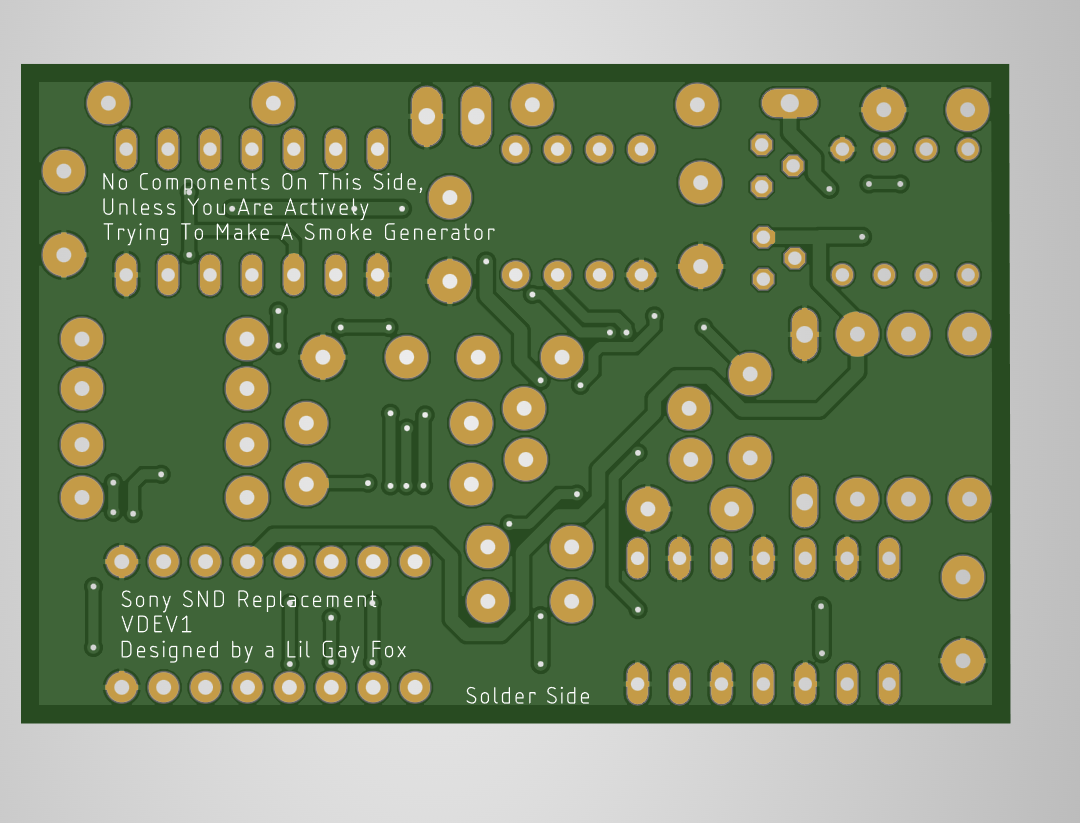 No Components On This Side,
Unless You Are Actively
Trying To Make A Smoke Generator
Sony SND Replacement
VDEV1
Designed by a Lil Gay Fox
Solder Side